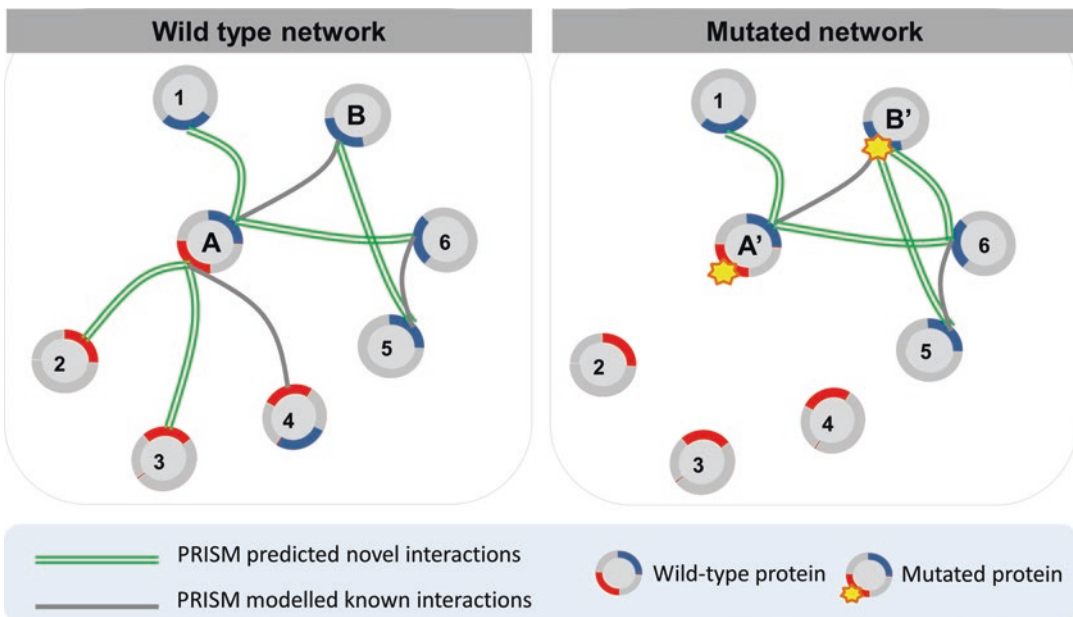 Wild type network
1
B
A
6
2
5
4
3
Mutated network
1
B’
A’
6
2
5
4
3
PRISM predicted novel interactions
PRISM modelled known interactions
Wild-type protein
Mutated protein